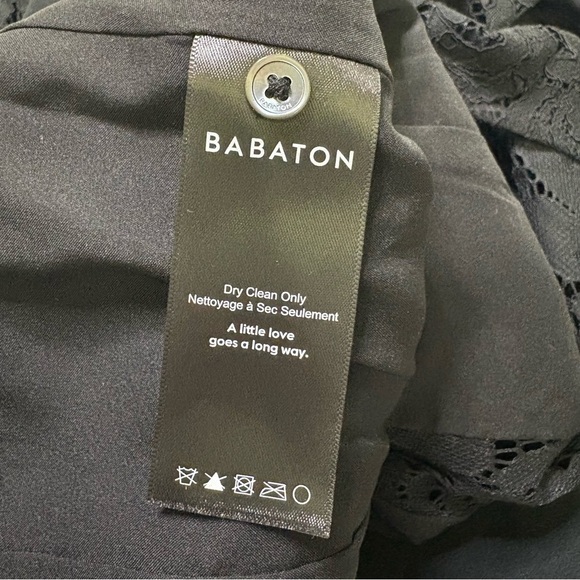 BABATON
Dry Clean Only
Nettoyage à Sec Seulement
A little love
goes a long way.